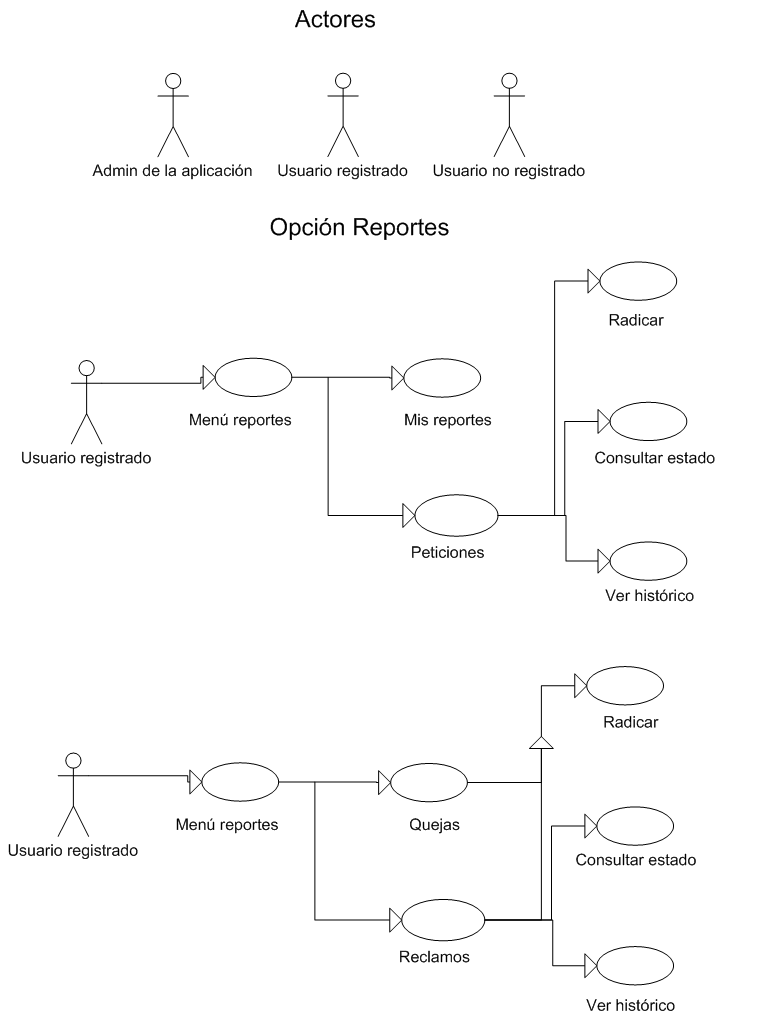 Actores
Admin de la aplicación
Usuario registrado
Usuario no registrado
Opción Reportes
Radicar
Menú reportes
Mis reportes
Usuario registrado
Consultar estado
Peticiones
Ver histórico
Radicar
Menú reportes
Quejas
Usuario registrado
Consultar estado
Reclamos
Ver histórico